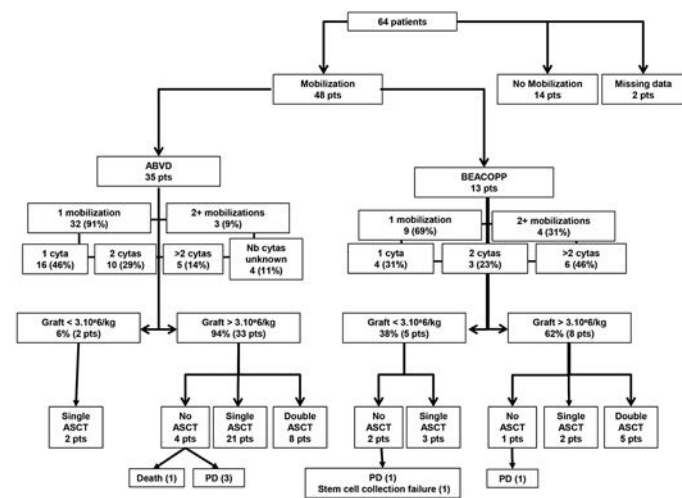 64 patients
Mobilization
48 pts
No Mobilization
14 pts
Missing data
2 pts
ABVD
35 pts
BEACOPP
13 pts
1 mobilization
32 (91%)
2+ mobilizations
3 (9%)
1 mobilization
9 (69%)
2+ mobilizations
4 (31%)
1 cyta
16 (46%)
2 cytas
10 (29%)
>2 cytas
5 (14%)
Nb cytas
unknown
4 (11%)
1 cyta
4 (31%)
2 cytas
3 (23%)
>2 cytas
6 (46%)
Graft < 3.10^6/kg
6% (2 pts)
Graft > 3.10^6/kg
94% (33 pts)
Graft < 3.10^6/kg
38% (5 pts)
Graft > 3.10^6/kg
62% (8 pts)
Single
ASCT
2 pts
No
ASCT
4 pts
Single
ASCT
21 pts
Double
ASCT
8 pts
No
ASCT
2 pts
Single
ASCT
3 pts
No
ASCT
1 pts
Single
ASCT
2 pts
Double
ASCT
5 pts
Death (1)
PD (3)
PD (1)
Stem cell collection failure (1)
PD (1)